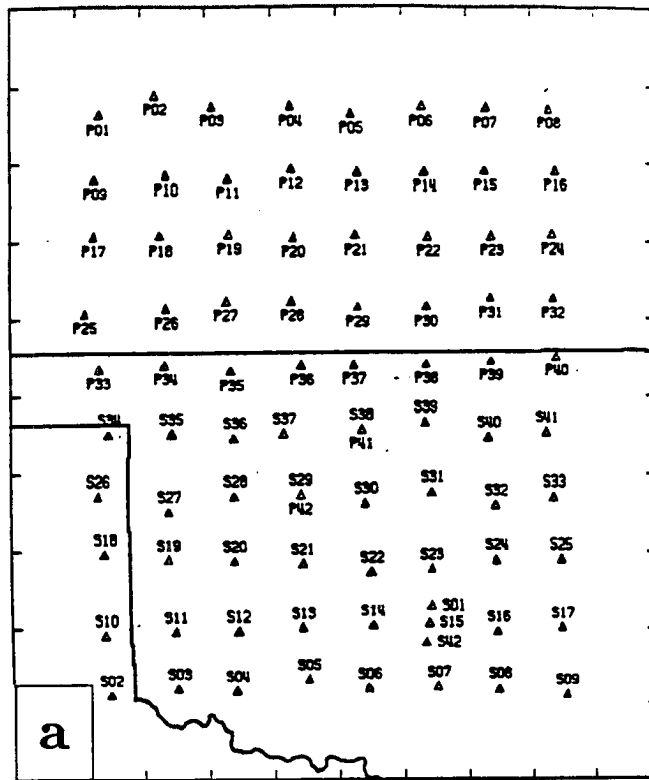 P01 P02 P03 P04 P05 P06 P07 P08
P09 P10 P11 P12 P13 P14 P15 P16
P17 P18 P19 P20 P21 P22 P23 P24
P25 P26 P27 P28 P29 P30 P31 P32
P33 P34 P35 P36 P37 P38 P39 P40
S34 S35 S36 S37 S38 S39 S40 S41
P41
S26 S27 S28 S29 S30 S31 S32 S33
P42
S18 S19 S20 S21 S22 S23 S24 S25
S01
S10 S11 S12 S13 S14 S15 S16 S17
S42
S02 S03 S04 S05 S06 S07 S08 S09
a